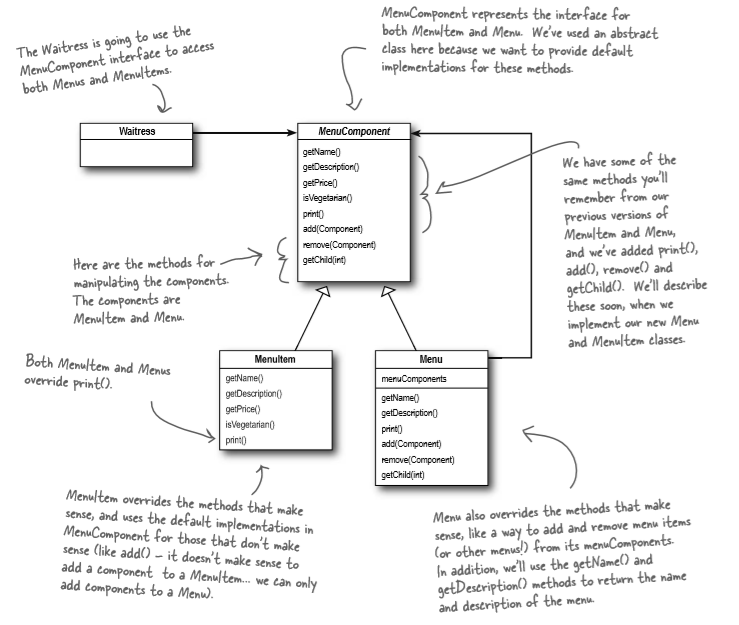 MenuComponent represents the interface for
both MenuItem and Menu. We've used an abstract
class here because we want to provide default
implementations for these methods.
The Waitress is going to use the
MenuComponent interface to access
both Menus and MenuItems.
Waitress
MenuComponent
getName()
getDescription()
getPrice()
isVegetarian()
print()
add(Component)
remove(Component)
getChild(int)
We have some of the
same methods you'll
remember from our
previous versions of
MenuItem and Menu,
and we've added print(),
add(), remove() and
getChild(). We'll describe
these soon, when we
implement our new Menu
and MenuItem classes.
Here are the methods for
manipulating the components.
The components are
MenuItem and Menu.
Both MenuItem and Menus
override print().
MenuItem
getName()
getDescription()
getPrice()
isVegetarian()
print()
Menu
menuComponents
getName()
getDescription()
print()
add(Component)
remove(Component)
getChild(int)
MenuItem overrides the methods that make
sense, and uses the default implementations in
MenuComponent for those that don't make
sense (like add() – it doesn't make sense to
add a component to a MenuItem... we can only
add components to a Menu).
Menu also overrides the methods that make
sense, like a way to add and remove menu items
(or other menus!) from its menuComponents.
In addition, we'll use the getName() and
getDescription() methods to return the name
and description of the menu.